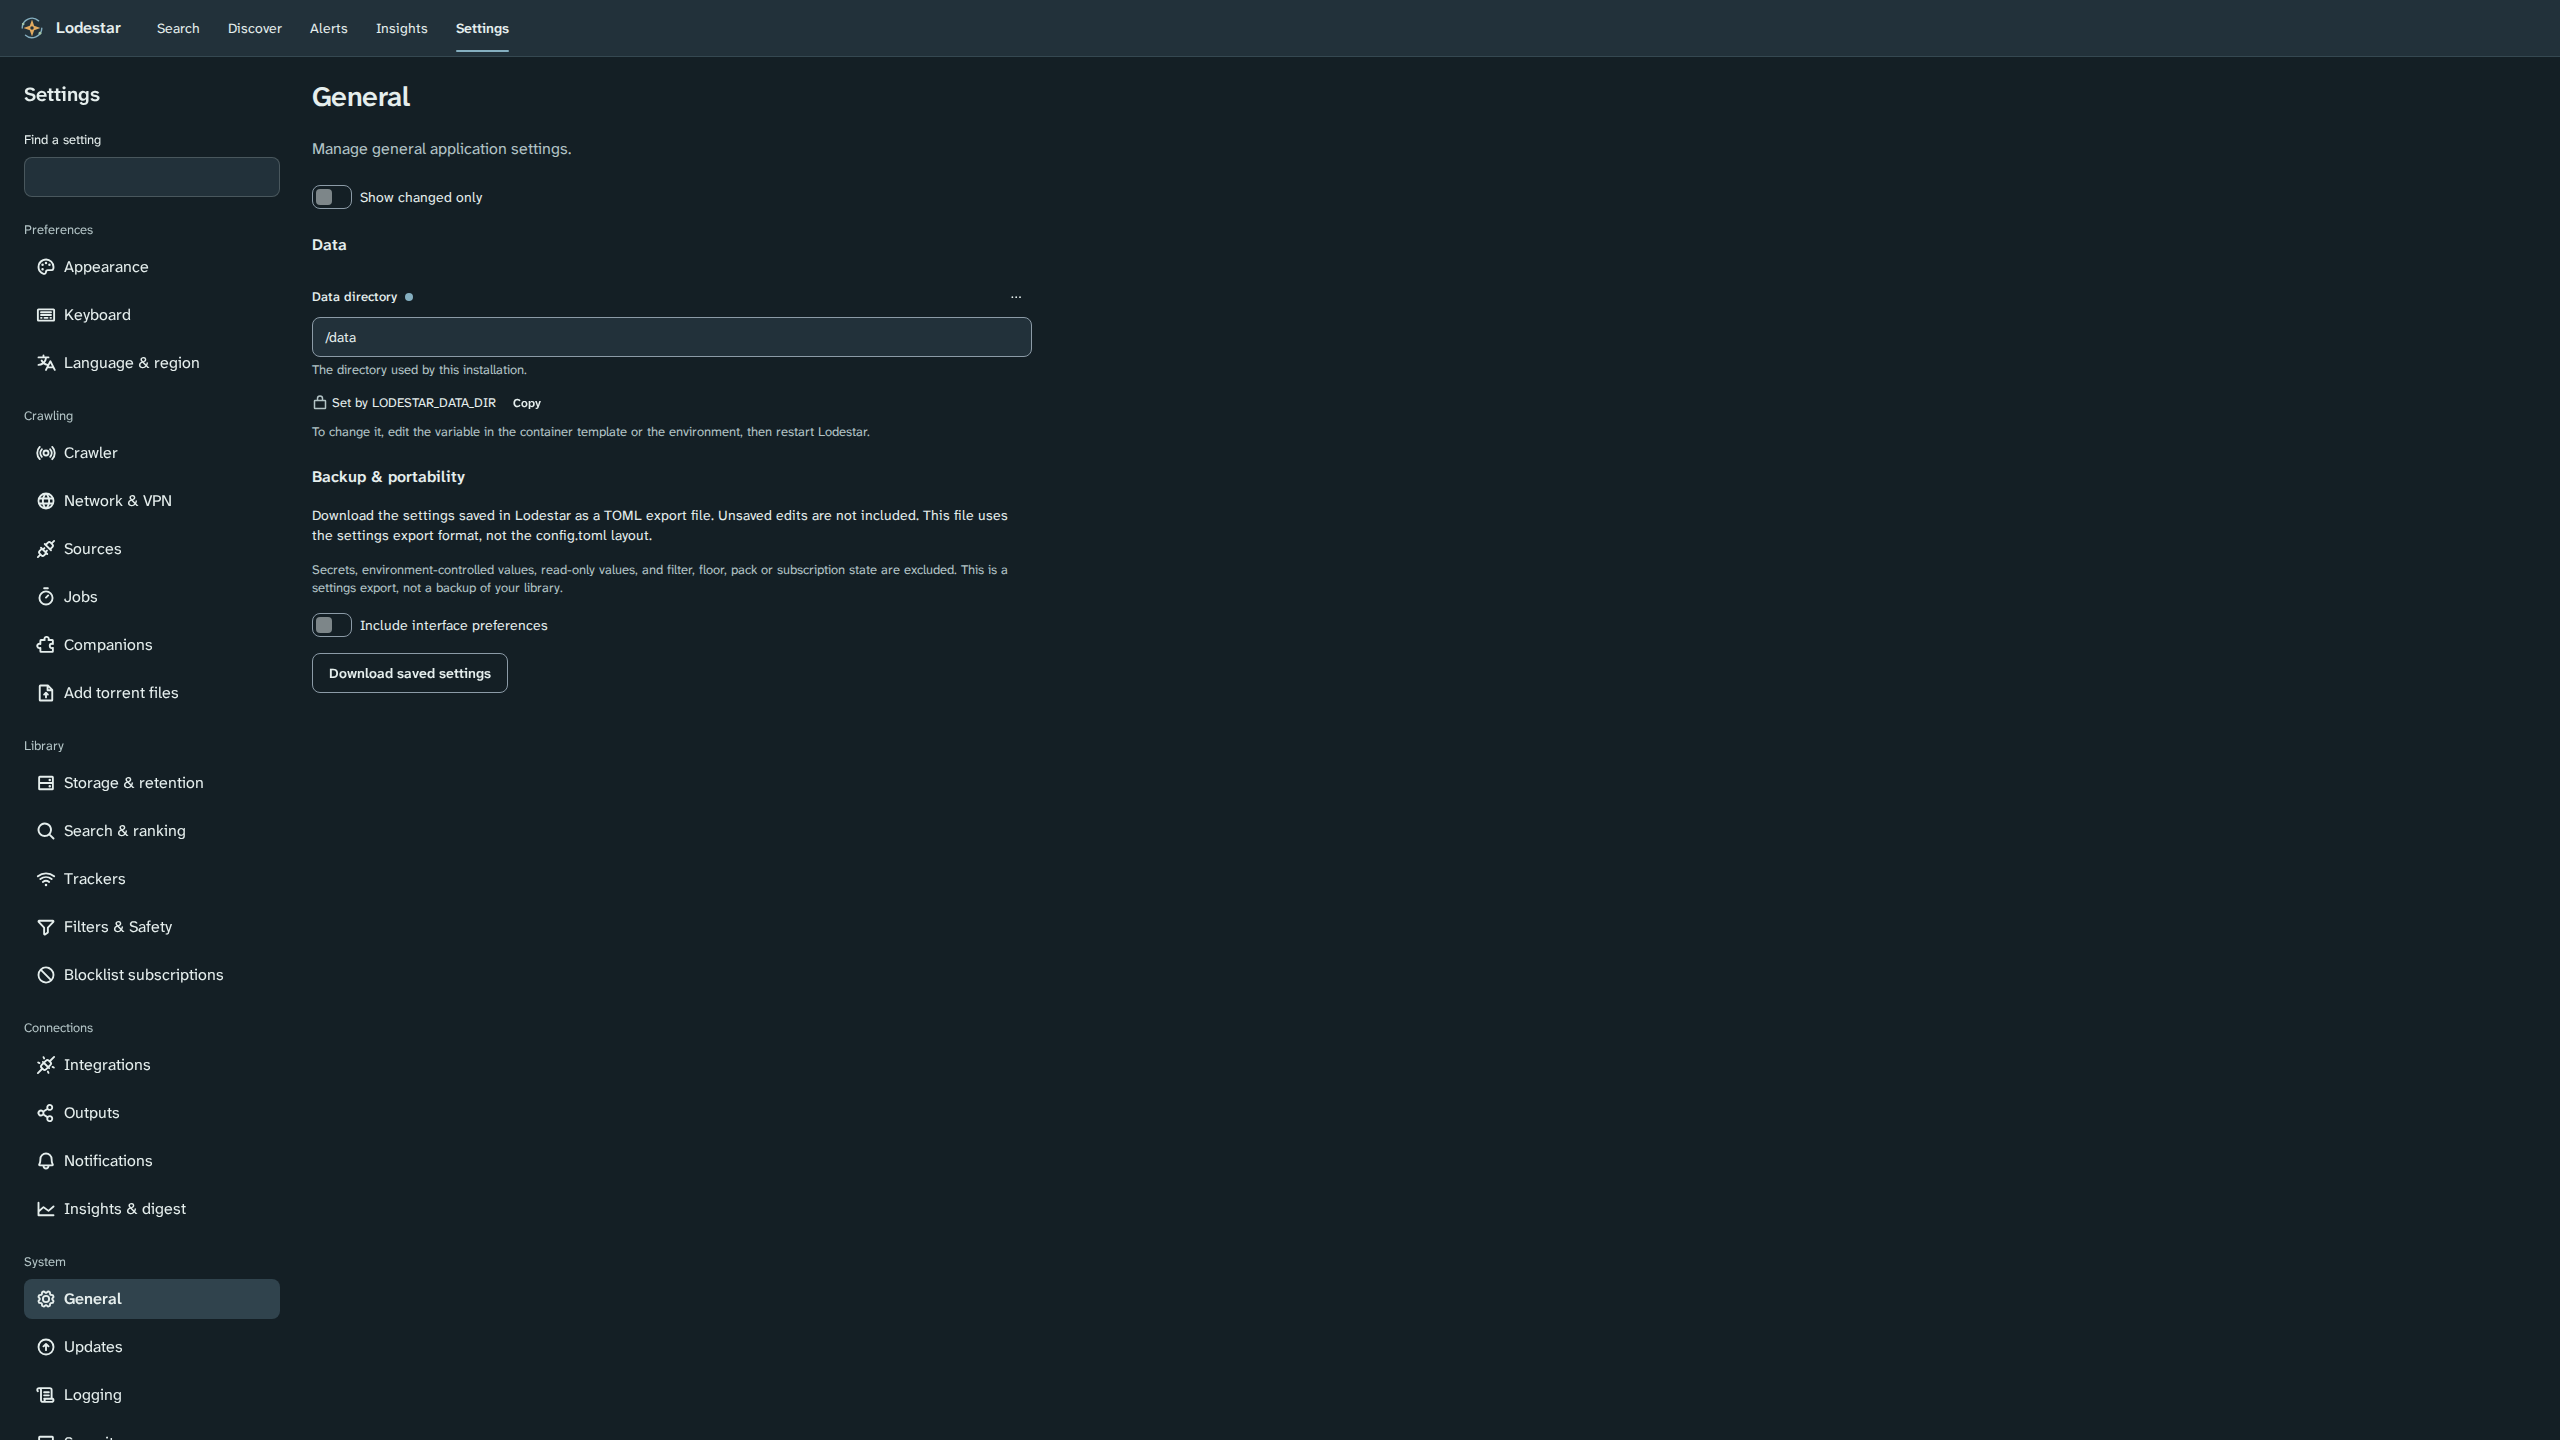 Lodestar
Search
Discover
Alerts
Insights
Settings
Settings
Find a setting
Preferences
Appearance
Keyboard
Language & region
Crawling
Crawler
Network & VPN
Sources
Jobs
Companions
Add torrent files
Library
Storage & retention
Search & ranking
Trackers
Filters & Safety
Blocklist subscriptions
Connections
Integrations
Outputs
Notifications
Insights & digest
System
General
Updates
Logging
General
Manage general application settings.
Show changed only
Data
Data directory
...
/data
The directory used by this installation.
Set by LODESTAR_DATA_DIR
Copy
To change it, edit the variable in the container template or the environment, then restart Lodestar.
Backup & portability
Download the settings saved in Lodestar as a TOML export file. Unsaved edits are not included. This file uses
the settings export format, not the config.toml layout.
Secrets, environment-controlled values, read-only values, and filter, floor, pack or subscription state are excluded. This is a
settings export, not a backup of your library.
Include interface preferences
Download saved settings